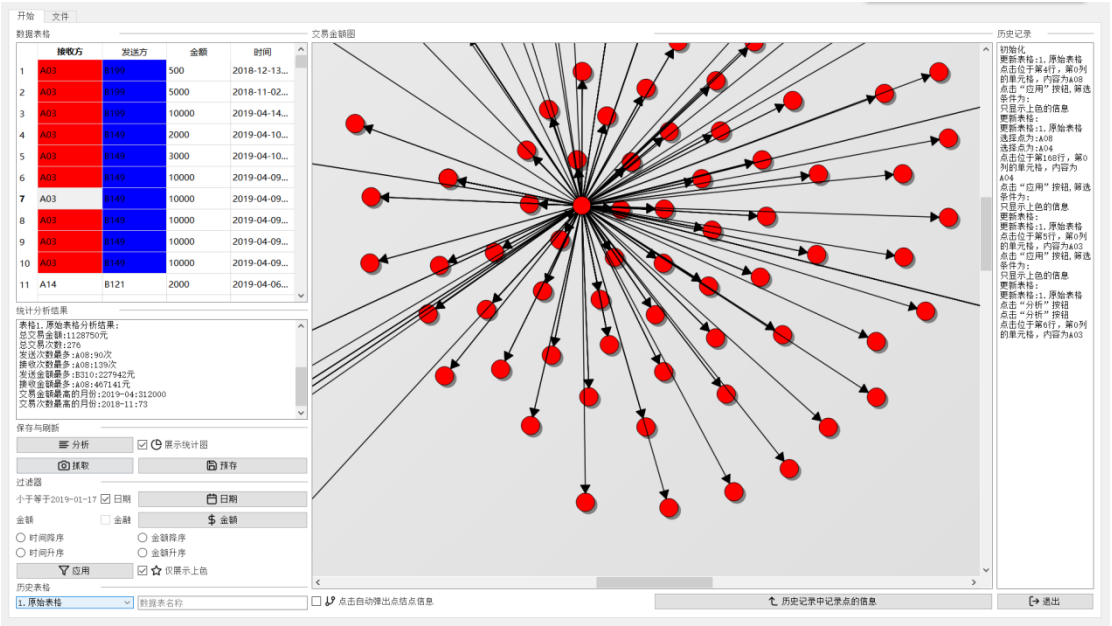 开始 文件
数据表格
接收方 发送方 金额 时间
1 A03 B199 500 2018-12-13...
2 A03 B199 5000 2018-11-02...
3 A03 B199 10000 2019-04-14...
4 A03 B149 2000 2019-04-10...
5 A03 B149 3000 2019-04-10...
6 A03 B149 10000 2019-04-09...
7 A03 B149 10000 2019-04-09...
8 A03 B149 10000 2019-04-09...
9 A03 B149 10000 2019-04-09...
10 A03 B149 10000 2019-04-09...
11 A14 B121 2000 2019-04-06...
统计分析结果
表格1.原始表格分析结果:
总交易金额:1128750元
总交易次数:276
发送次数最多:A08:90次
接收次数最多:A08:139次
发送金额最多:B310:227942元
接收金额最多:A08:467141元
交易金额最高的月份:2019-04:312000
交易次数最高的月份:2018-11:73
保存与刷新
分析 展示统计图
抓取 预存
过滤器
小于等于2019-01-17 日期 日期
金额 金融 金额
时间降序 金额降序
时间升序 金额升序
应用 仅展示上色
历史表格
1.原始表格 数据表名称
交易金额图
点击自动弹出点结点信息 历史记录中记录点的信息
历史记录
初始化
更新表格:1.原始表格
点击位于第4行，第0列
的单元格，内容为A08
点击“应用”按钮,筛选
条件为:
只显示上色的信息
更新表格:
更新表格:1.原始表格
选择点为:A08
选择点为:A04
点击位于第168行，第0
列的单元格，内容为
A04
点击“应用”按钮,筛选
条件为:
只显示上色的信息
更新表格:
更新表格:1.原始表格
点击位于第5行，第0列
的单元格，内容为A03
点击“应用”按钮,筛选
条件为:
只显示上色的信息
更新表格:
更新表格:1.原始表格
点击“分析”按钮
点击“分析”按钮
点击位于第6行，第0列
的单元格，内容为A03
退出